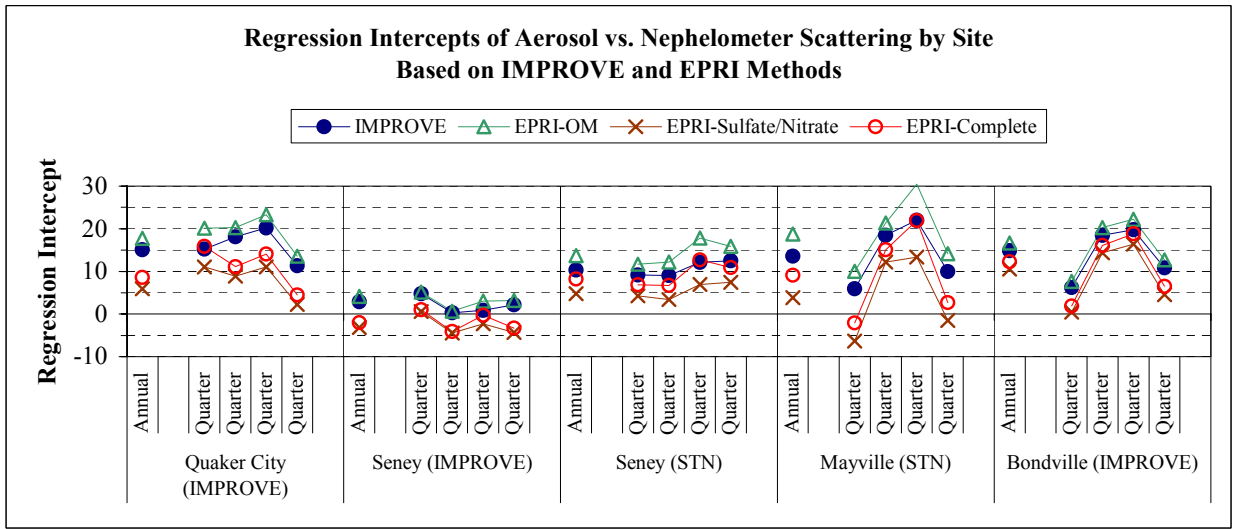 Regression Intercepts of Aerosol vs. Nephelometer Scattering by Site
Based on IMPROVE and EPRI Methods
IMPROVE EPRI-OM EPRI-Sulfate/Nitrate EPRI-Complete
Regression Intercept
30
20
10
0
-10
Annual Quarter Quarter Quarter Quarter Annual Quarter Quarter Quarter Quarter Annual Quarter Quarter Quarter Quarter Annual Quarter Quarter Quarter Quarter Annual Quarter Quarter Quarter Quarter
Quaker City
(IMPROVE)
Seney (IMPROVE)
Seney (STN)
Mayville (STN)
Bondville (IMPROVE)